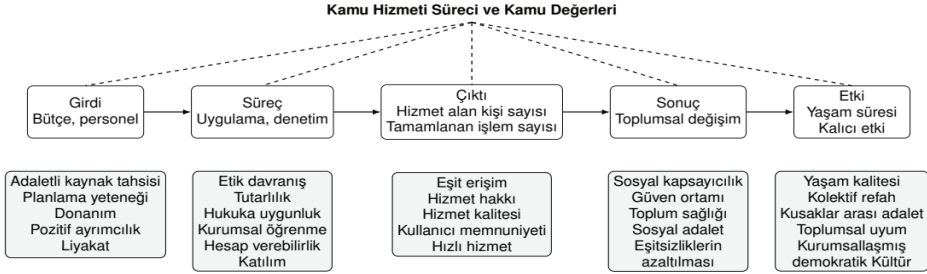 Kamu Hizmeti Süreci ve Kamu Değerleri
Girdi
Bütçe, personel
Süreç
Uygulama, denetim
Çıktı
Hizmet alan kişi sayısı
Tamamlanan işlem sayısı
Sonuç
Toplumsal değişim
Etki
Yaşam süresi
Kalıcı etki
Adaletli kaynak tahsisi
Planlama yeteneği
Donanım
Pozitif ayrımcılık
Liyakat
Etik davranış
Tutarlılık
Hukuka uygunluk
Kurumsal öğrenme
Hesap verebilirlik
Katılım
Eşit erişim
Hizmet hakkı
Hizmet kalitesi
Kullanıcı memnuniyeti
Hızlı hizmet
Sosyal kapsayıcılık
Güven ortamı
Toplum sağlığı
Sosyal adalet
Eşitsizliklerin
azaltılması
Yaşam kalitesi
Kolektif refah
Kusaklar arası adalet
Toplumsal uyum
Kurumsallaşmış
demokratik Kültür